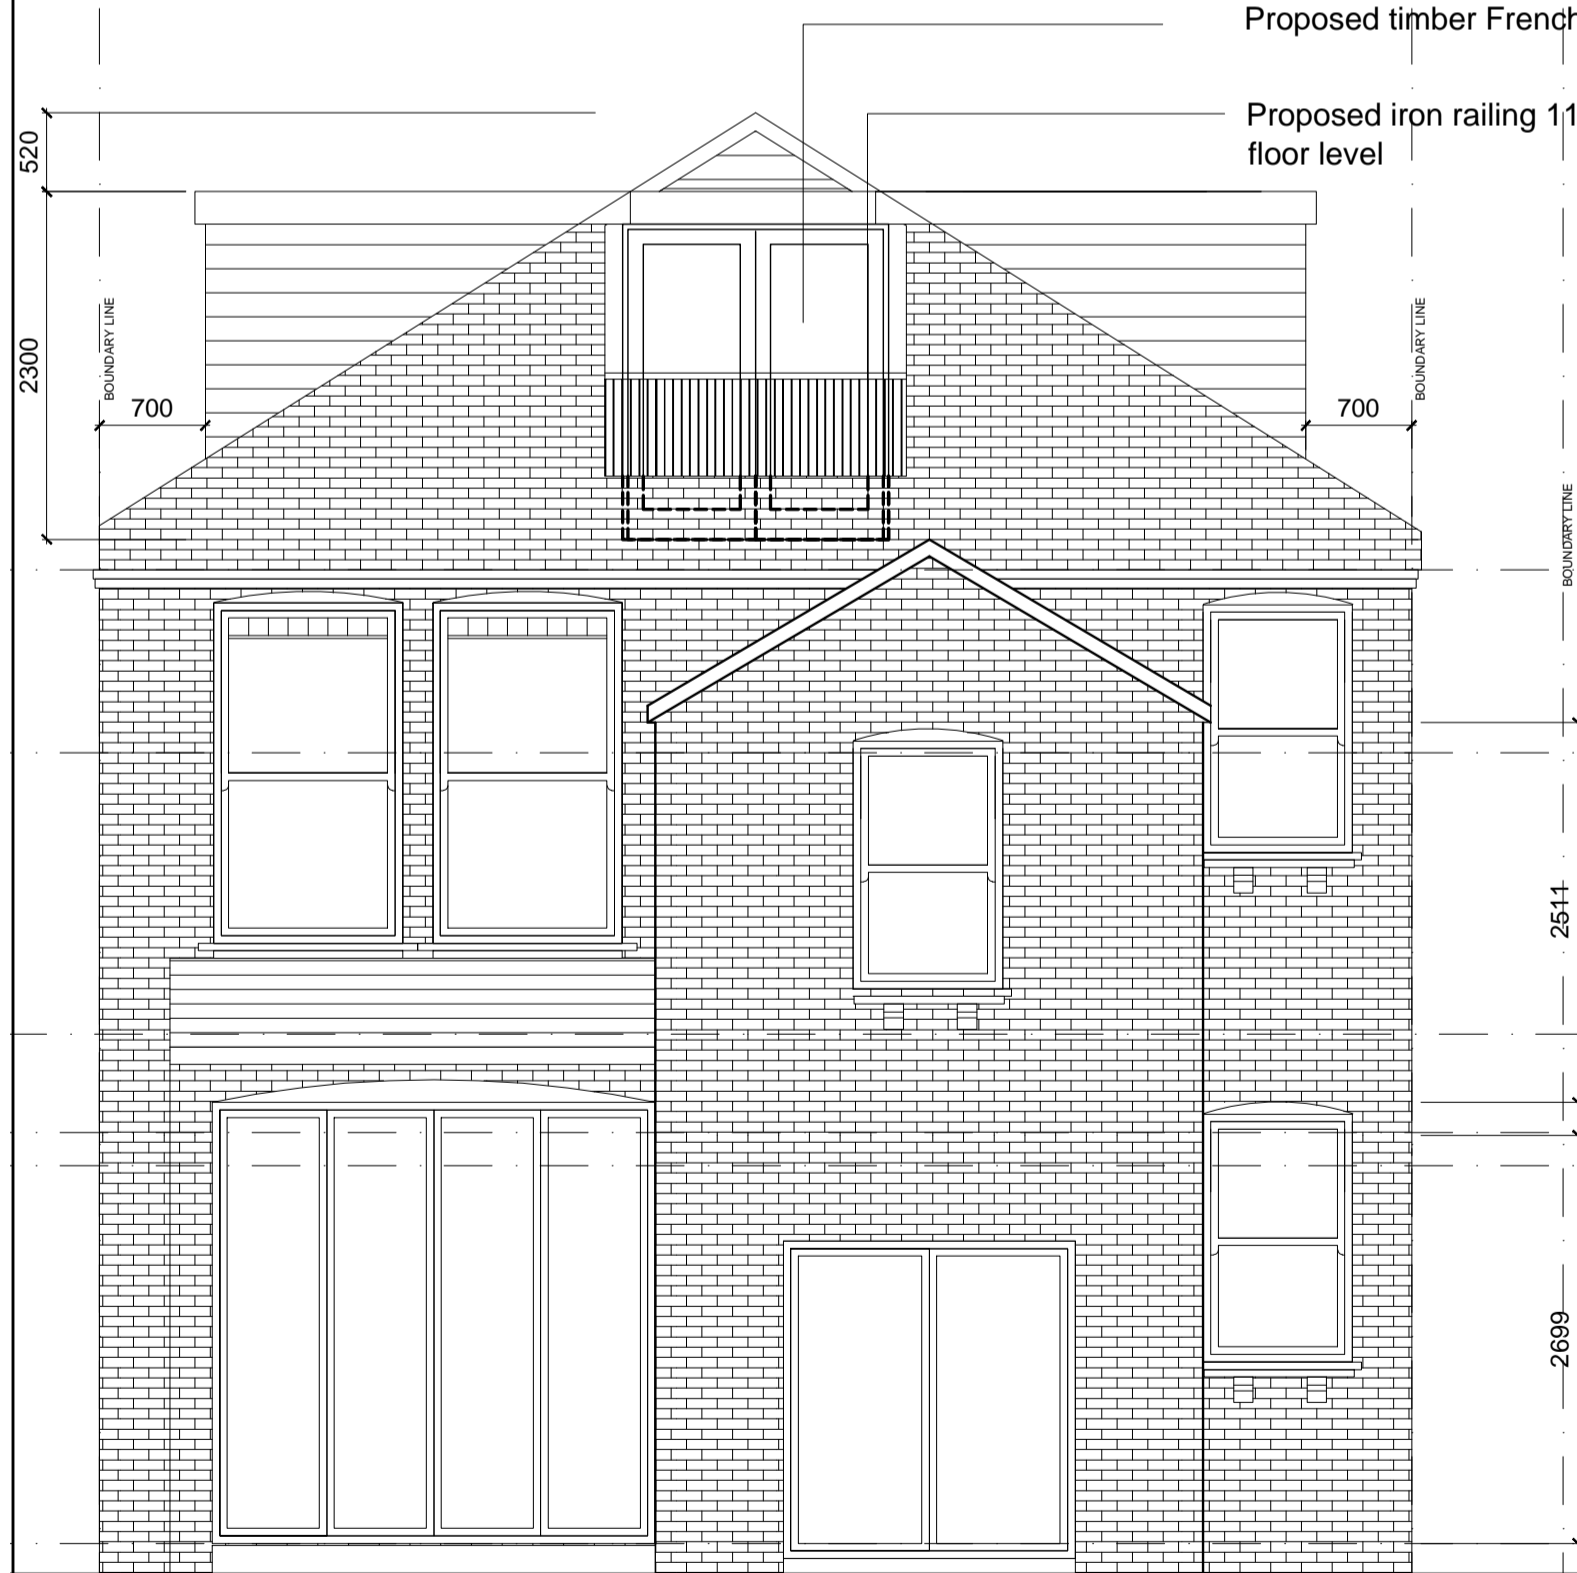 Proposed timber French
Proposed iron railing 11
floor level
520
2300
BOUNDARY LINE
700
700
BOUNDARY LINE
BOUNDARY LINE
2511
2699